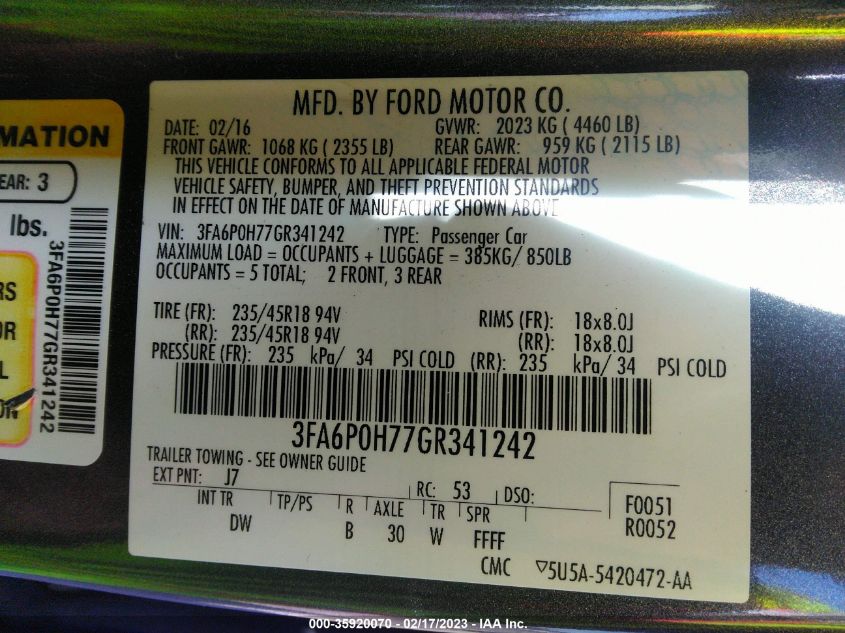 MATION
EAR: 3
lbs.
RS
OR
L
ON
3FA6P0H77GR341242
MFD. BY FORD MOTOR CO.
DATE: 02/16 GVWR: 2023 KG ( 4460 LB)
FRONT GAWR: 1068 KG ( 2355 LB) REAR GAWR: 959 KG ( 2115 LB)
THIS VEHICLE CONFORMS TO ALL APPLICABLE FEDERAL MOTOR
VEHICLE SAFETY, BUMPER, AND THEFT PREVENTION STANDARDS
IN EFFECT ON THE DATE OF MANUFACTURE SHOWN ABOVE
VIN: 3FA6P0H77GR341242 TYPE: Passenger Car
MAXIMUM LOAD = OCCUPANTS + LUGGAGE = 385KG/ 850LB
OCCUPANTS = 5 TOTAL; 2 FRONT, 3 REAR
TIRE (FR): 235/45R18 94V RIMS (FR): 18x8.0J
(RR): 235/45R18 94V (RR): 18x8.0J
PRESSURE (FR): 235 kPa/ 34 PSI COLD (RR): 235 kPa/ 34 PSI COLD
3FA6P0H77GR341242
TRAILER TOWING - SEE OWNER GUIDE
EXT PNT: J7 RC: 53 DSO: F0051
INT TR TP/PS R AXLE TR SPR R0052
DW B 30 W FFFF
CMC 5U5A-5420472-AA
000-35920070 - 02/17/2023 - IAA Inc.